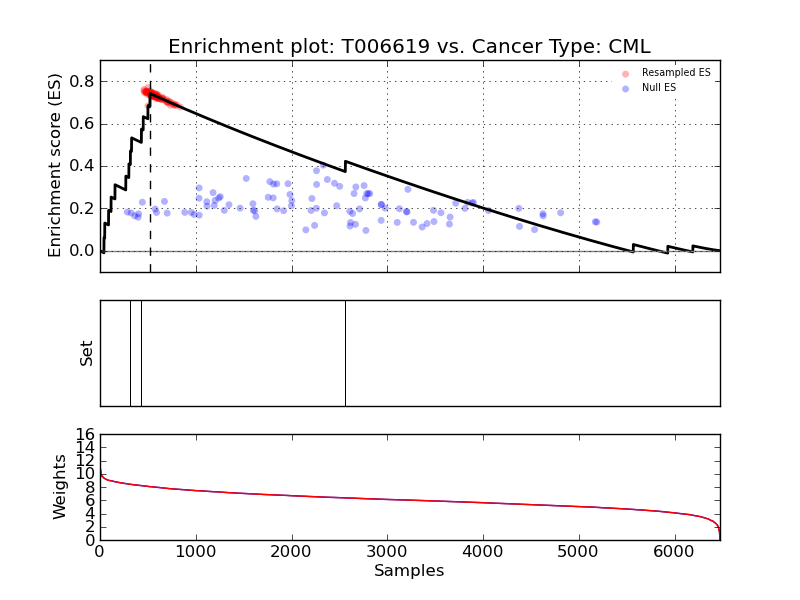 Enrichment plot: T006619 vs. Cancer Type: CML
Resampled ES
Null ES
Enrichment score (ES)
0.8
0.6
0.4
0.2
0.0
Set
Weights
16
14
12
10
8
6
4
2
0
0 1000 2000 3000 4000 5000 6000
Samples